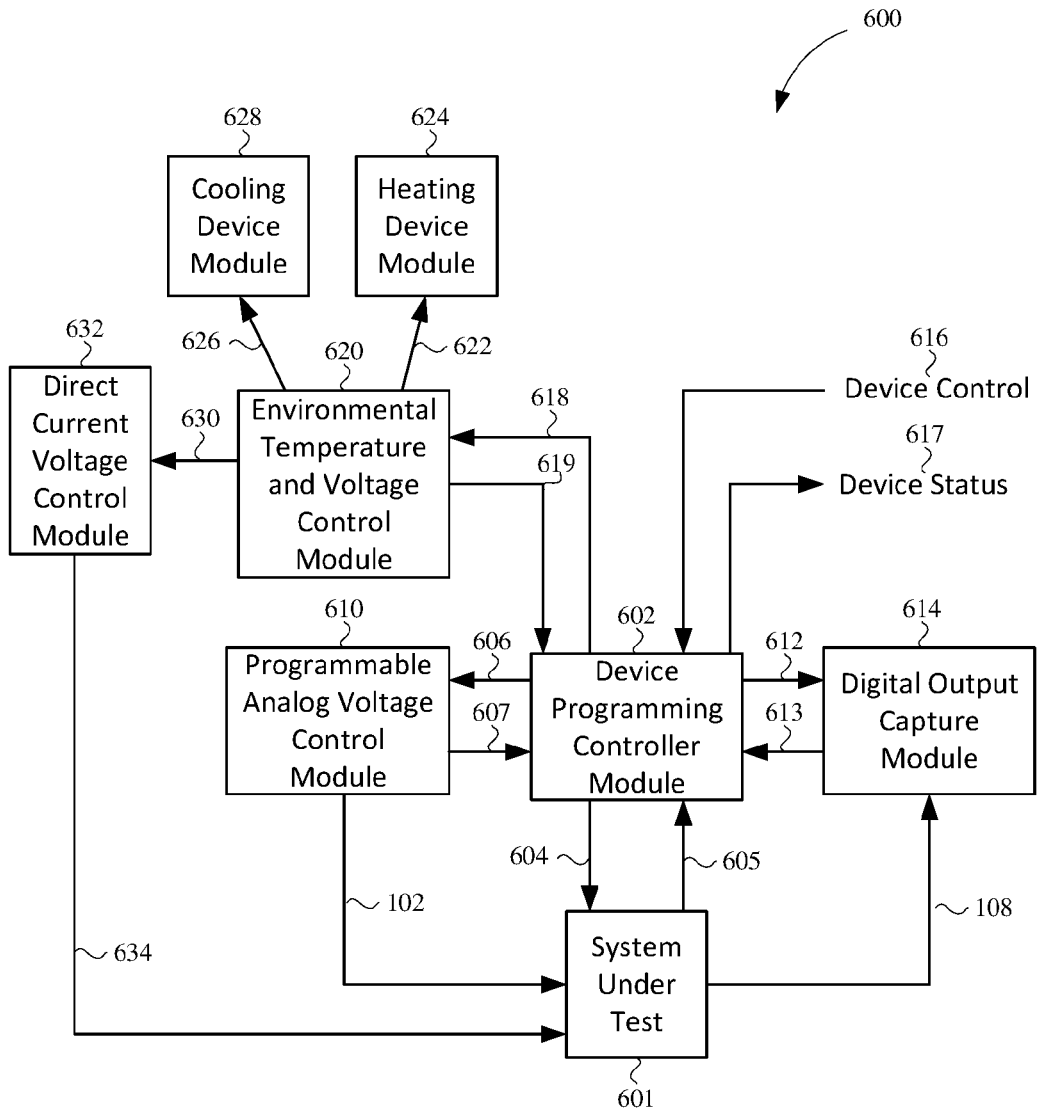 600
628
624
Cooling
Device
Module
Heating
Device
Module
626
622
632
620
616
Direct
Current
Voltage
Control
Module
630
Environmental
Temperature
and Voltage
Control
Module
618
619
Device Control
617
Device Status
610
602
614
606
612
Programmable
Analog Voltage
Control
Module
607
Device
Programming
Controller
Module
613
Digital Output
Capture
Module
604
605
102
108
634
System
Under
Test
601